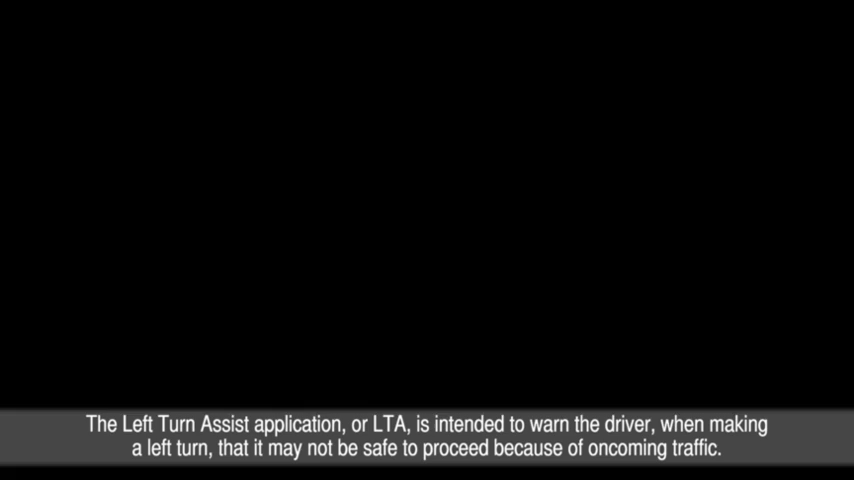 The Left Turn Assist application, or LTA, is intended to warn the driver, when making
a left turn, that it may not be safe to proceed because of oncoming traffic.